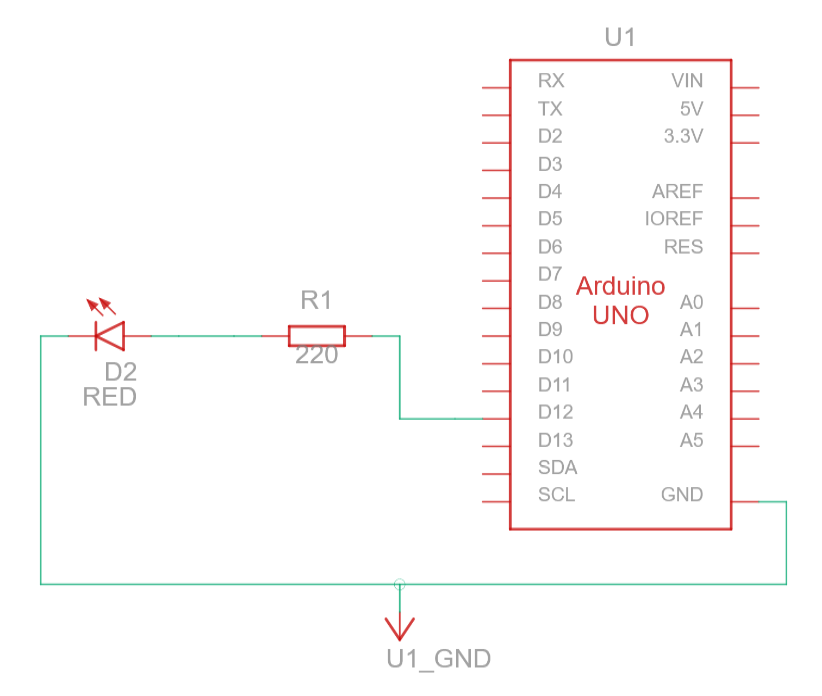 U1
RX VIN
TX 5V
D2 3.3V
D3
D4 AREF
D5 IOREF
D6 RES
D7
Arduino
UNO
D8 A0
D9 A1
D10 A2
D11 A3
D12 A4
D13 A5
SDA
SCL GND
R1
220
D2
RED
U1_GND